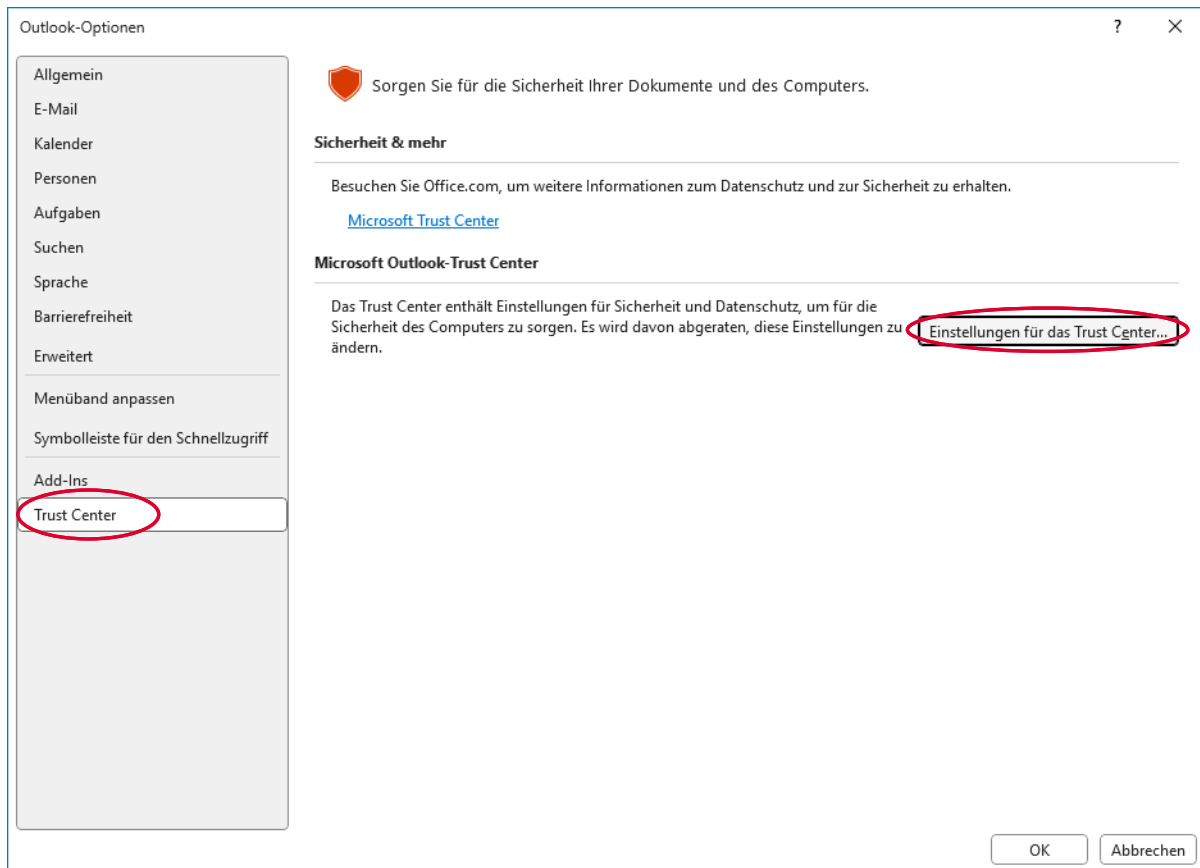 Outlook-Optionen
?
Allgemein
E-Mail
Kalender
Personen
Aufgaben
Suchen
Sprache
Barrierefreiheit
Erweitert
Menüband anpassen
Symbolleiste für den Schnellzugriff
Add-Ins
Trust Center
Sorgen Sie für die Sicherheit Ihrer Dokumente und des Computers.
Sicherheit & mehr
Besuchen Sie Office.com, um weitere Informationen zum Datenschutz und zur Sicherheit zu erhalten.
Microsoft Trust Center
Microsoft Outlook-Trust Center
Das Trust Center enthält Einstellungen für Sicherheit und Datenschutz, um für die
Sicherheit des Computers zu sorgen. Es wird davon abgeraten, diese Einstellungen zu
ändern.
Einstellungen für das Trust Center...
OK
Abbrechen